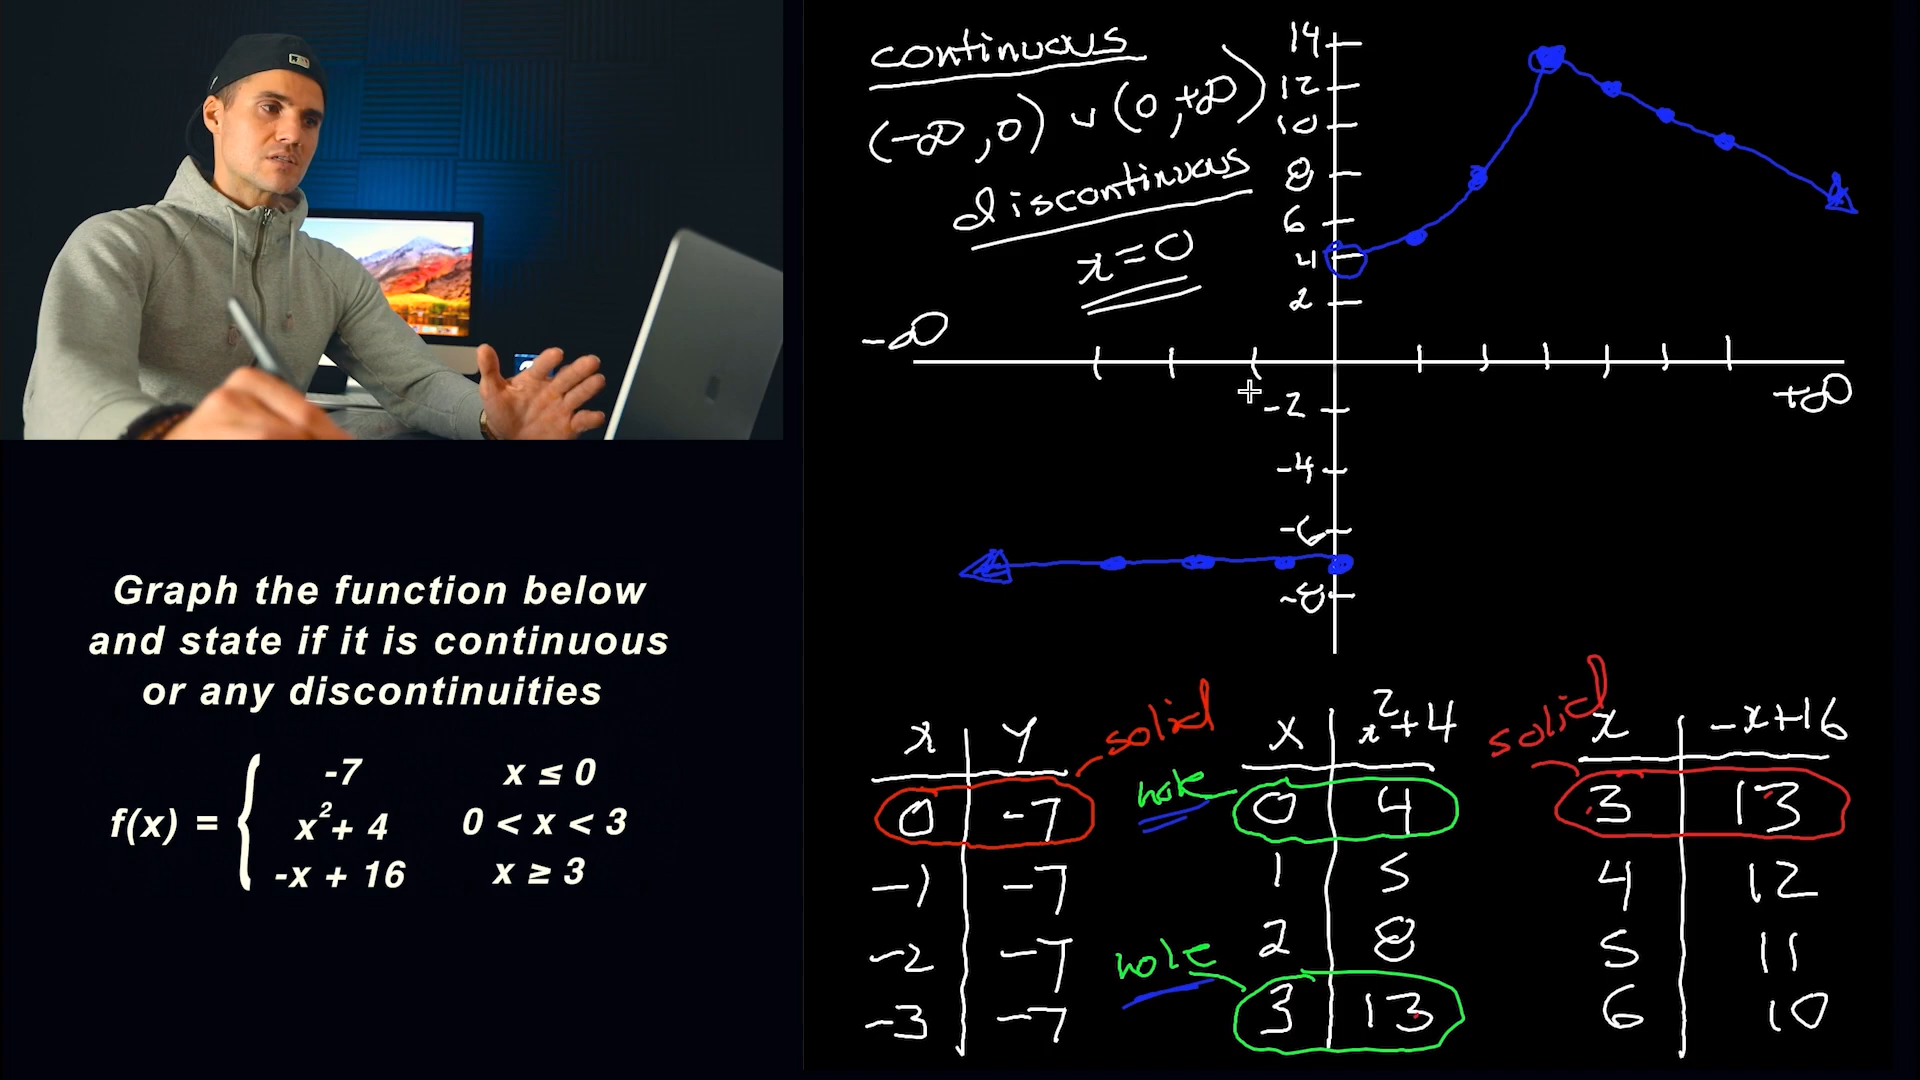 Graph the function below
and state if it is continuous
or any discontinuities
-7 x ≤ 0
f(x) = { x²+ 4 0 < x < 3
-x + 16 x ≥ 3
continuous
(-∞,0) ∪ (0,+∞)
discontinuous
x=0
14
12
10
8
6
4
2
-∞
+∞
-2
-4
-6
-8
x y
0 -7
-1 -7
-2 -7
-3 -7
solid
hole
hole
x x²+4
0 4
1 5
2 8
3 13
solid
x -x+16
3 13
4 12
5 11
6 10